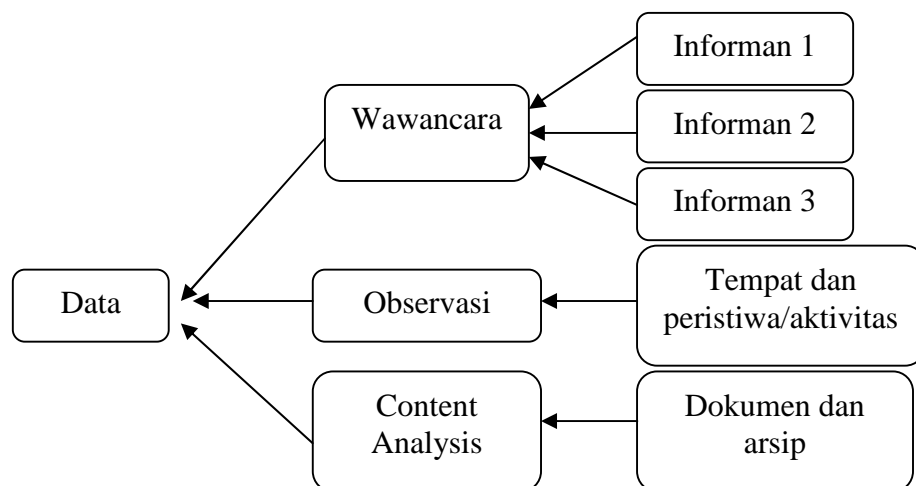 Informan 1
Wawancara
Informan 2
Informan 3
Data
Observasi
Tempat dan
peristiwa/aktivitas
Content
Analysis
Dokumen dan
arsip